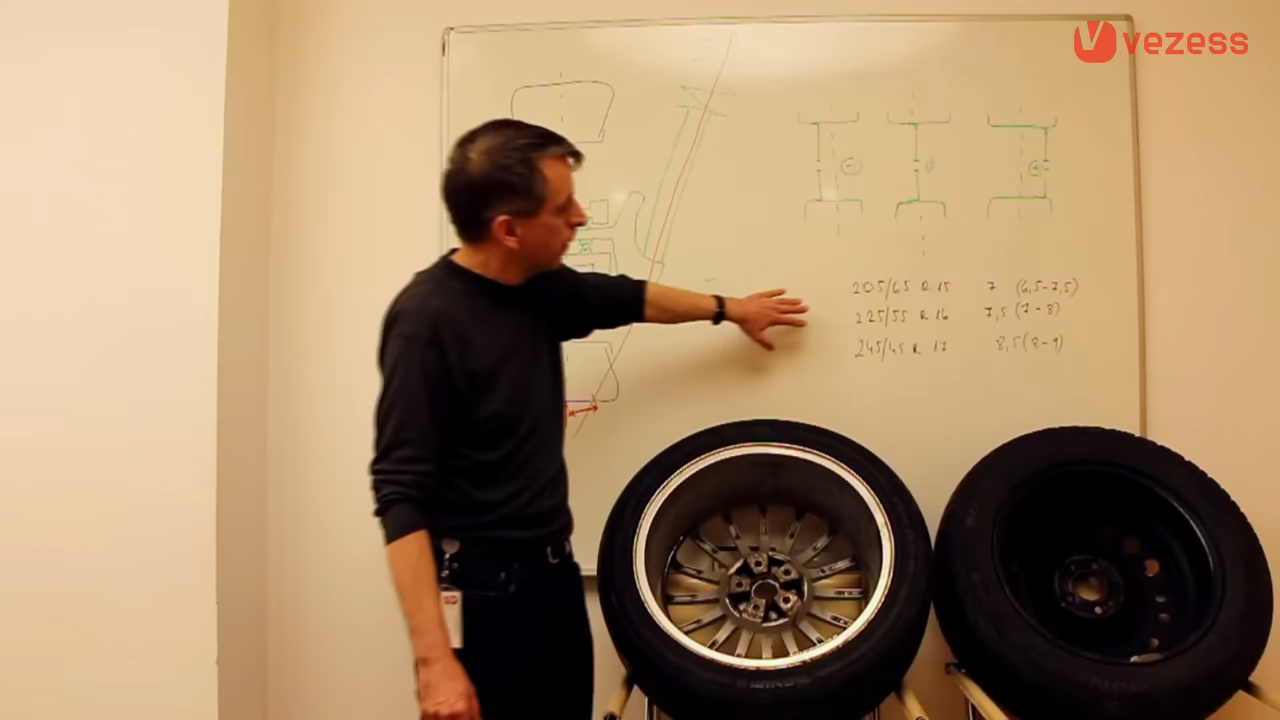 vezess
205/65 R 15 7 (6,5-7,5)
225/55 R 16 7,5 (7-8)
245/45 R 17 8,5 (8-9)